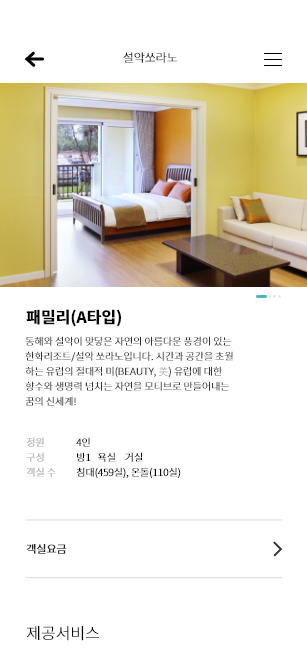 설악쏘라노
패밀리(A타입)
동해와 설악이 맞닿은 자연의 아름다운 풍경이 있는
한화리조트/설악 쏘라노입니다. 시간과 공간을 초월
하는 유럽의 절대적 미(BEAUTY, 美) 유럽에 대한
향수와 생명력 넘치는 자연을 모티브로 만들어내는
꿈의 신세계!
정원 4인
구성 방1 욕실 거실
객실 수 침대(459실), 온돌(110실)
객실요금
제공서비스